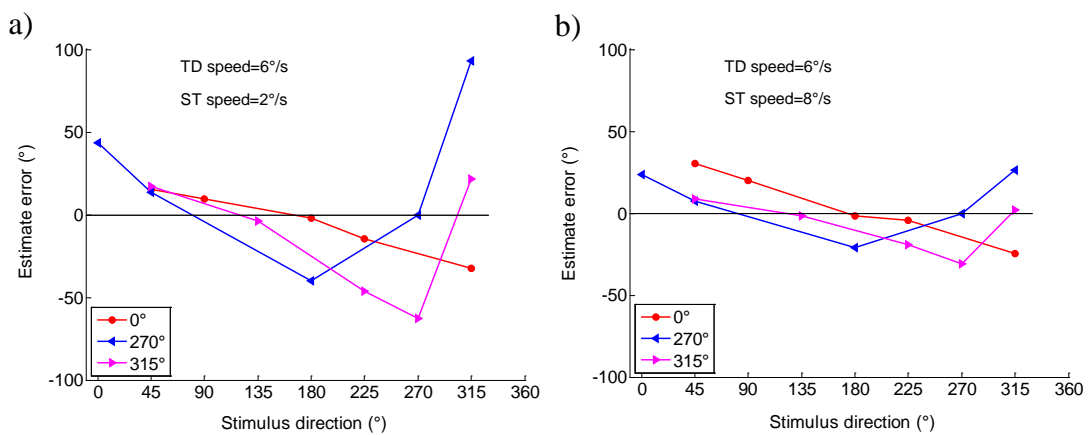 a)
TD speed=6°/s
ST speed=2°/s
Estimate error (°)
100
50
0
-50
-100
0°
270°
315°
0 45 90 135 180 225 270 315 360
Stimulus direction (°)
b)
TD speed=6°/s
ST speed=8°/s
Estimate error (°)
100
50
0
-50
-100
0°
270°
315°
0 45 90 135 180 225 270 315 360
Stimulus direction (°)